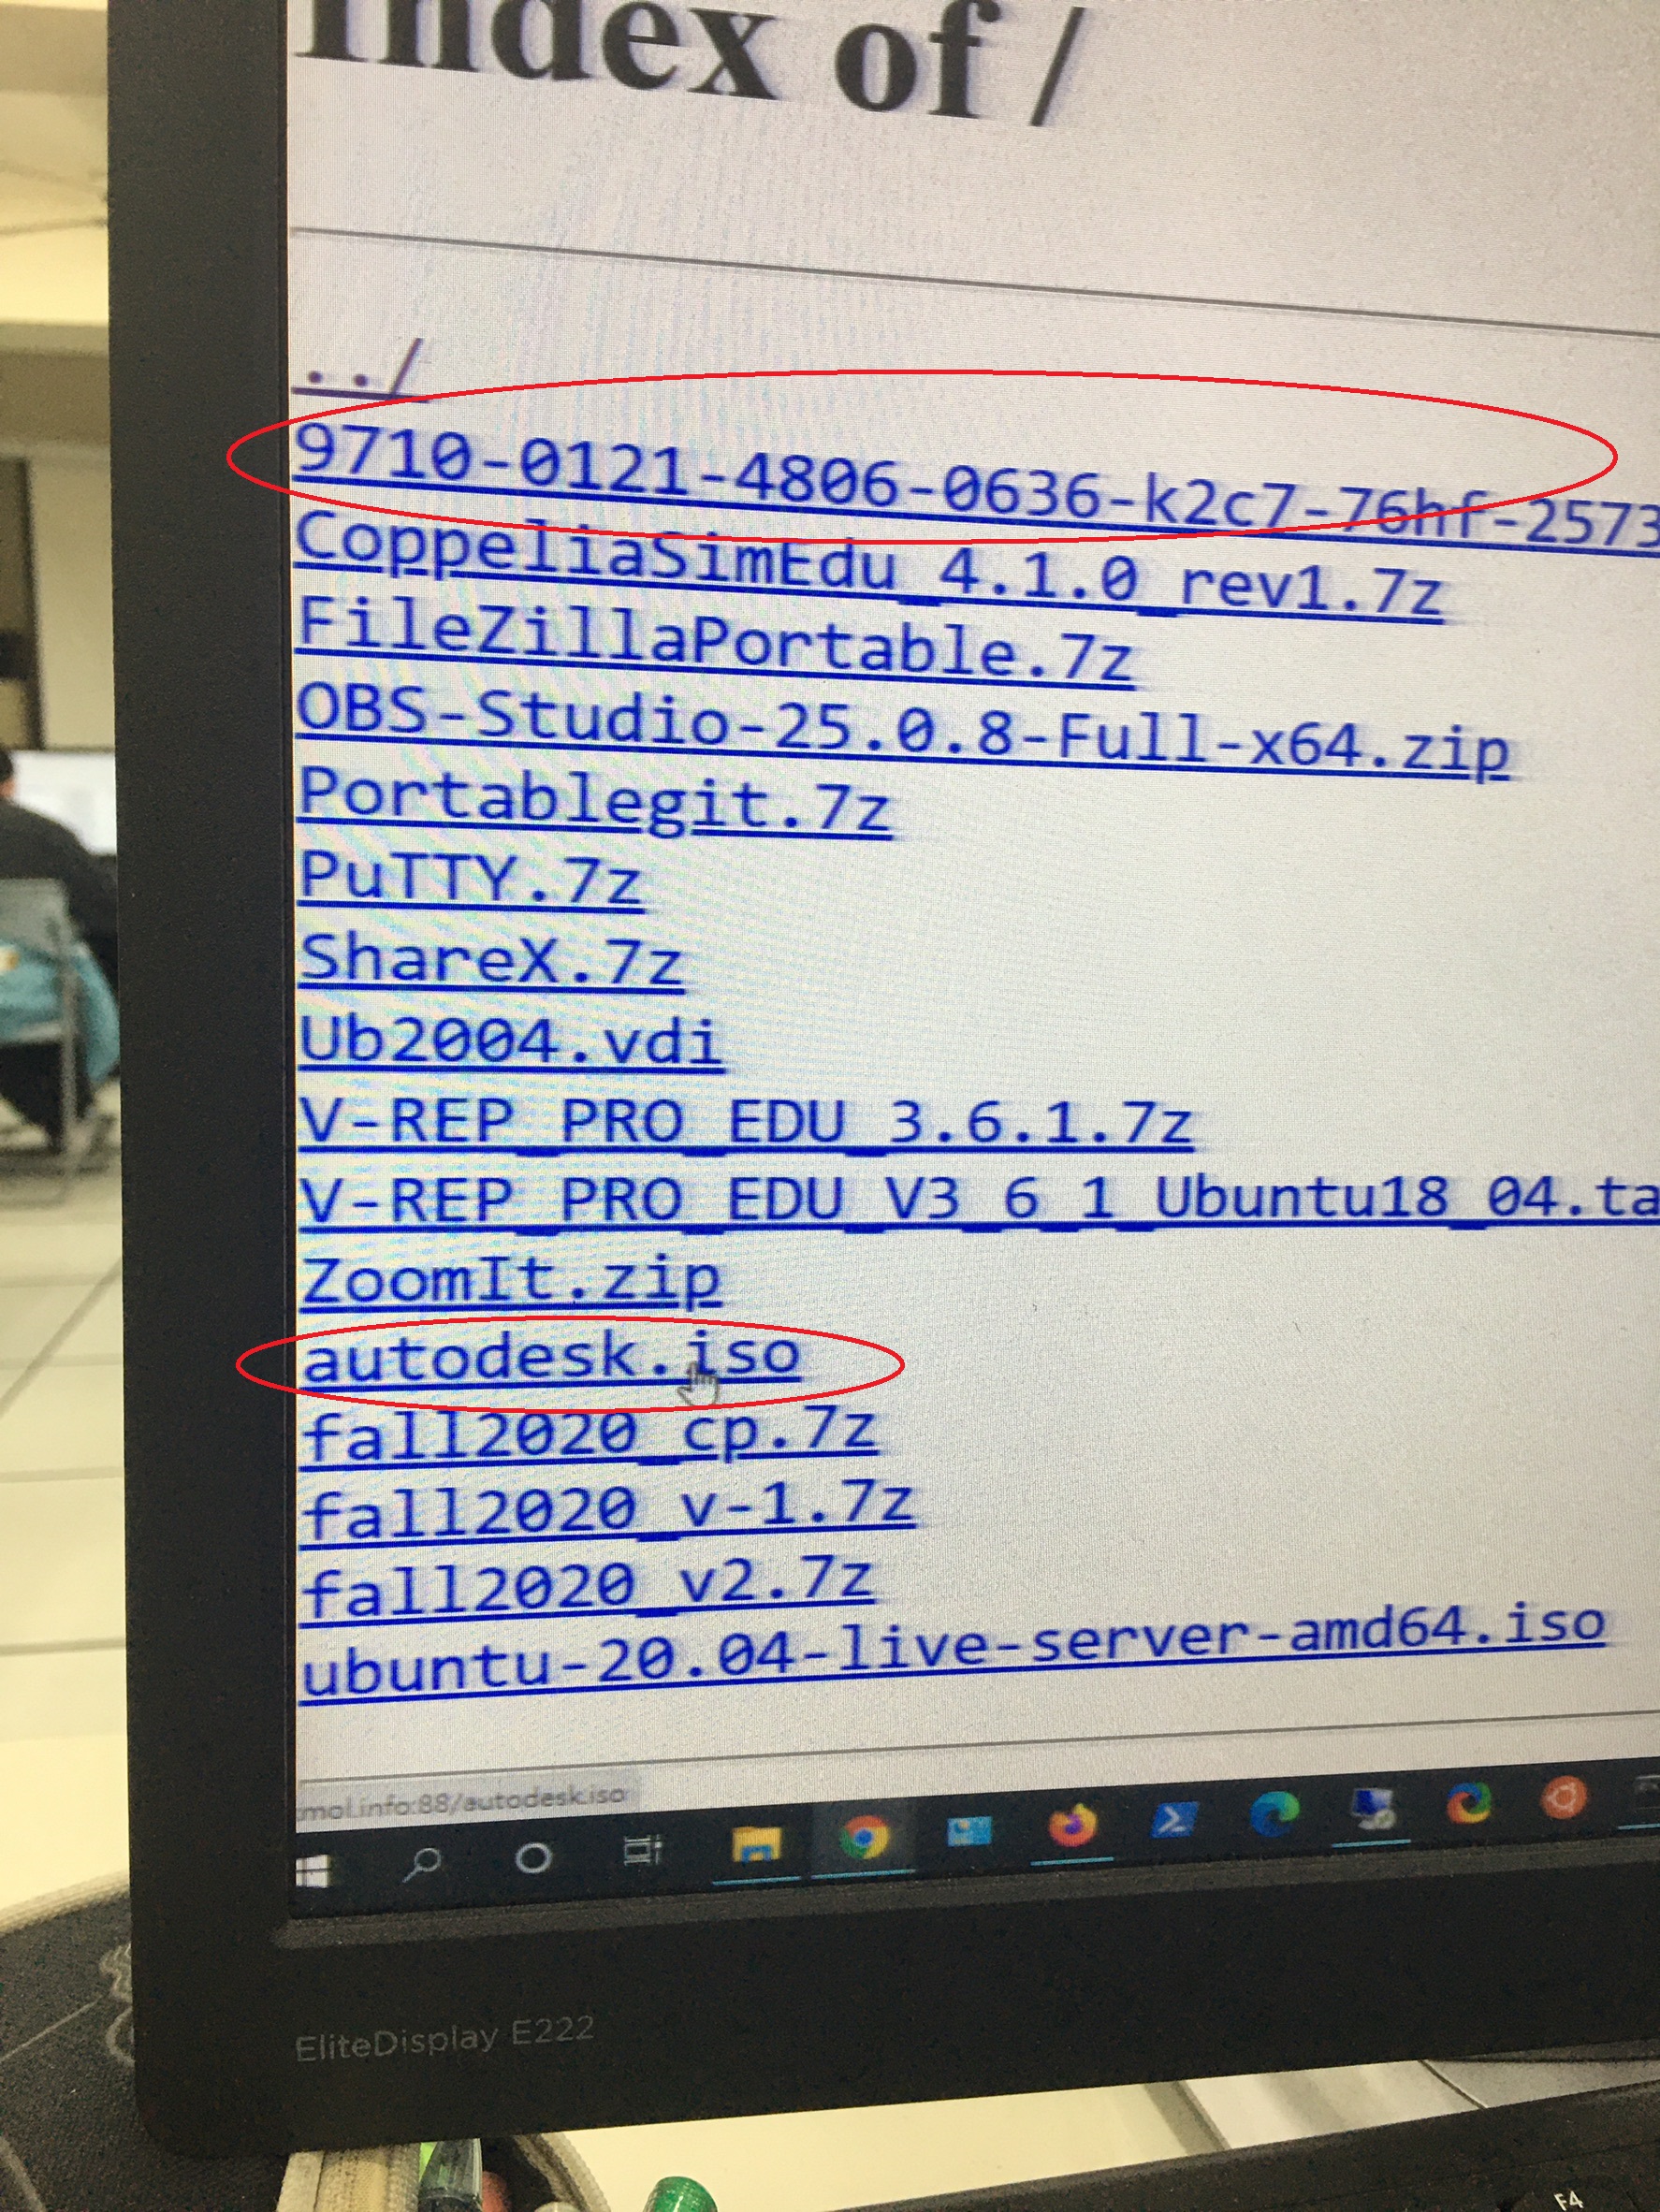 Index of /
../
9710-0121-4806-0636-k2c7-76hf-2573
CoppeliaSimEdu_4.1.0_rev1.7z
FileZillaPortable.7z
OBS-Studio-25.0.8-Full-x64.zip
Portablegit.7z
PuTTY.7z
ShareX.7z
Ub2004.vdi
V-REP_PRO_EDU_3.6.1.7z
V-REP_PRO_EDU_V3_6_1_Ubuntu18_04.ta
ZoomIt.zip
autodesk.iso
fall2020_cp.7z
fall2020_v-1.7z
fall2020_v2.7z
ubuntu-20.04-live-server-amd64.iso
mol.info:88/autodesk.iso
EliteDisplay E222
F4